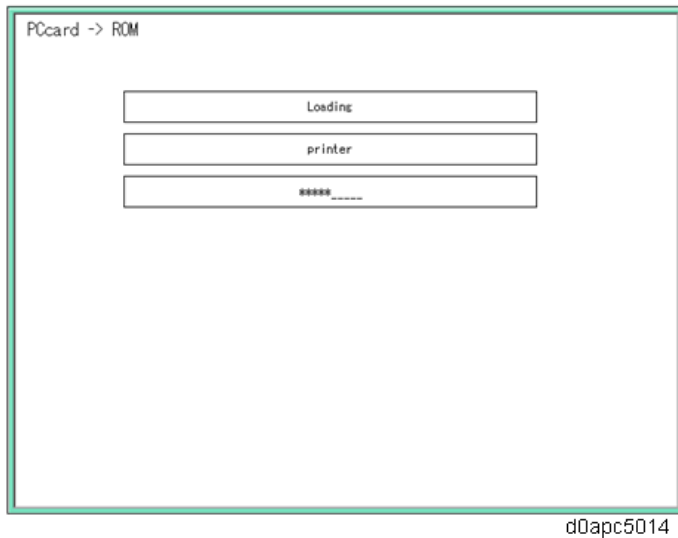 PCcard -> ROM
Loading
printer
*****_____
d0apc5014